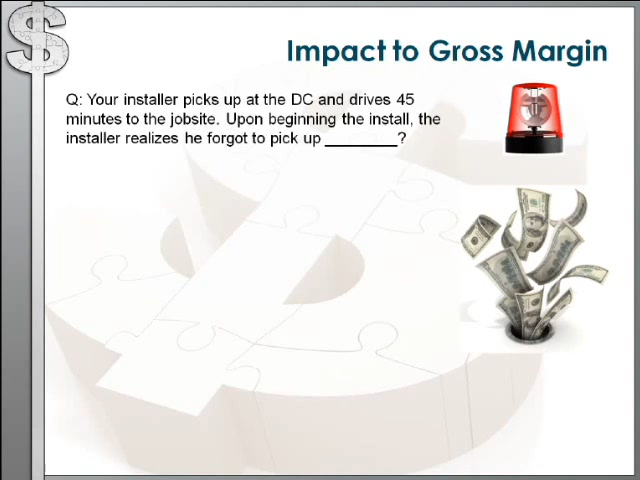 Impact to Gross Margin
Q: Your installer picks up at the DC and drives 45
minutes to the jobsite. Upon beginning the install, the
installer realizes he forgot to pick up _________?